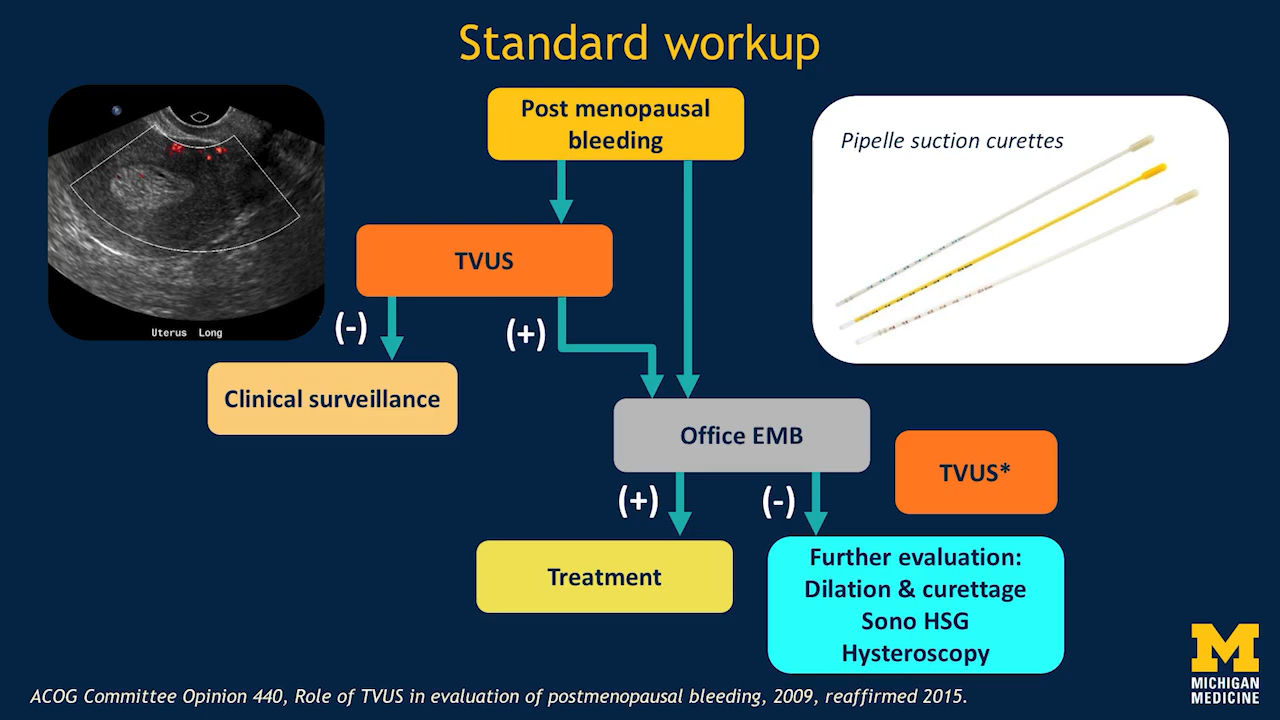 Standard workup
Post menopausal
bleeding
Pipelle suction curettes
TVUS
Uterus Long
(-)
(+)
Clinical surveillance
Office EMB
TVUS*
(+)
(-)
Treatment
Further evaluation:
Dilation & curettage
Sono HSG
Hysteroscopy
M
MICHIGAN
MEDICINE
ACOG Committee Opinion 440, Role of TVUS in evaluation of postmenopausal bleeding, 2009, reaffirmed 2015.